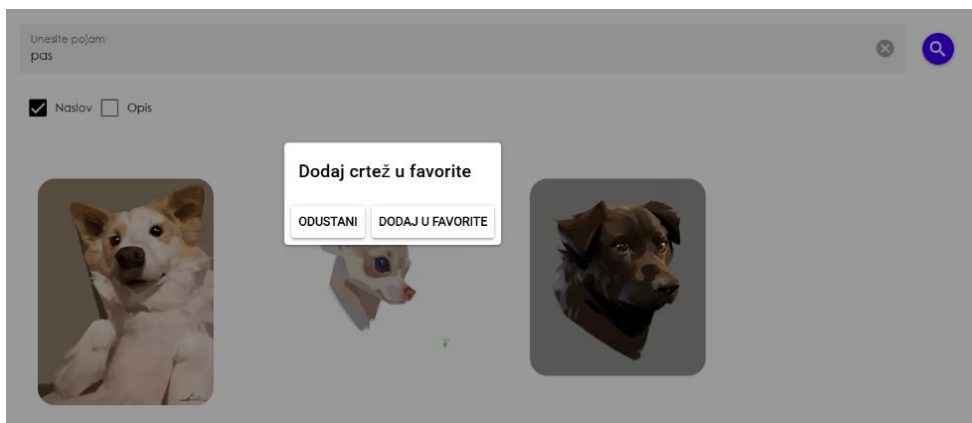 Unesite pojam
pas
Naslov Opis
Dodaj crtež u favorite
ODUSTANI DODAJ U FAVORITE